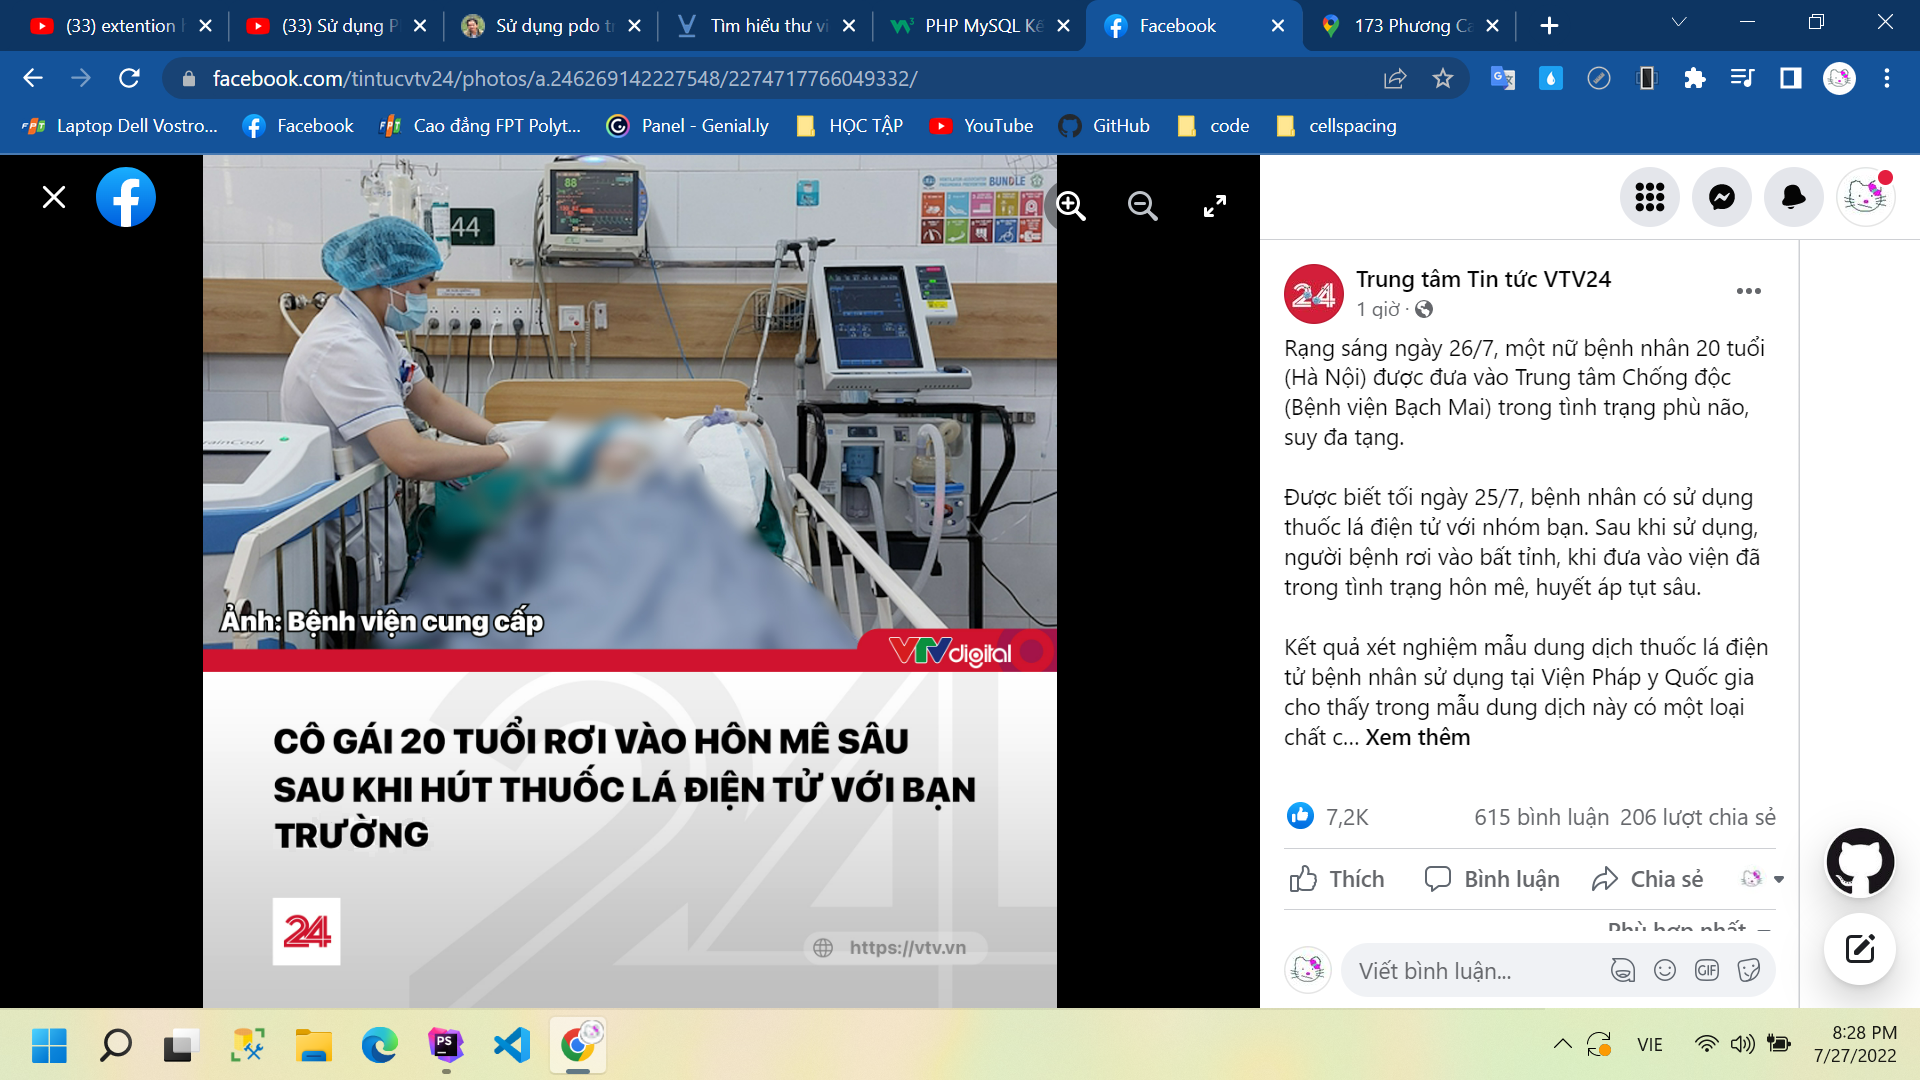 (33) extention h
(33) Sử dụng P
Sử dụng pdo tr
Tìm hiểu thư vi
PHP MySQL Kế
Facebook
173 Phương Ca
facebook.com/tintucvtv24/photos/a.246269142227548/2274717766049332/
Laptop Dell Vostro...
Facebook
Cao đẳng FPT Polyt...
Panel - Genial.ly
HỌC TẬP
YouTube
GitHub
code
cellspacing
44
88
BUNDLE
Ảnh: Bệnh viện cung cấp
VTVdigital
CÔ GÁI 20 TUỔI RƠI VÀO HÔN MÊ SÂU
SAU KHI HÚT THUỐC LÁ ĐIỆN TỬ VỚI BẠN
TRƯỜNG
24
https://vtv.vn
24
Trung tâm Tin tức VTV24
1 giờ ·
Rạng sáng ngày 26/7, một nữ bệnh nhân 20 tuổi
(Hà Nội) được đưa vào Trung tâm Chống độc
(Bệnh viện Bạch Mai) trong tình trạng phù não,
suy đa tạng.
Được biết tối ngày 25/7, bệnh nhân có sử dụng
thuốc lá điện tử với nhóm bạn. Sau khi sử dụng,
người bệnh rơi vào bất tỉnh, khi đưa vào viện đã
trong tình trạng hôn mê, huyết áp tụt sâu.
Kết quả xét nghiệm mẫu dung dịch thuốc lá điện
tử bệnh nhân sử dụng tại Viện Pháp y Quốc gia
cho thấy trong mẫu dung dịch này có một loại
chất c... Xem thêm
7,2K
615 bình luận 206 lượt chia sẻ
Thích
Bình luận
Chia sẻ
Phù hợp nhất
Viết bình luận...
GIF
PS
VIE
8:28 PM
7/27/2022